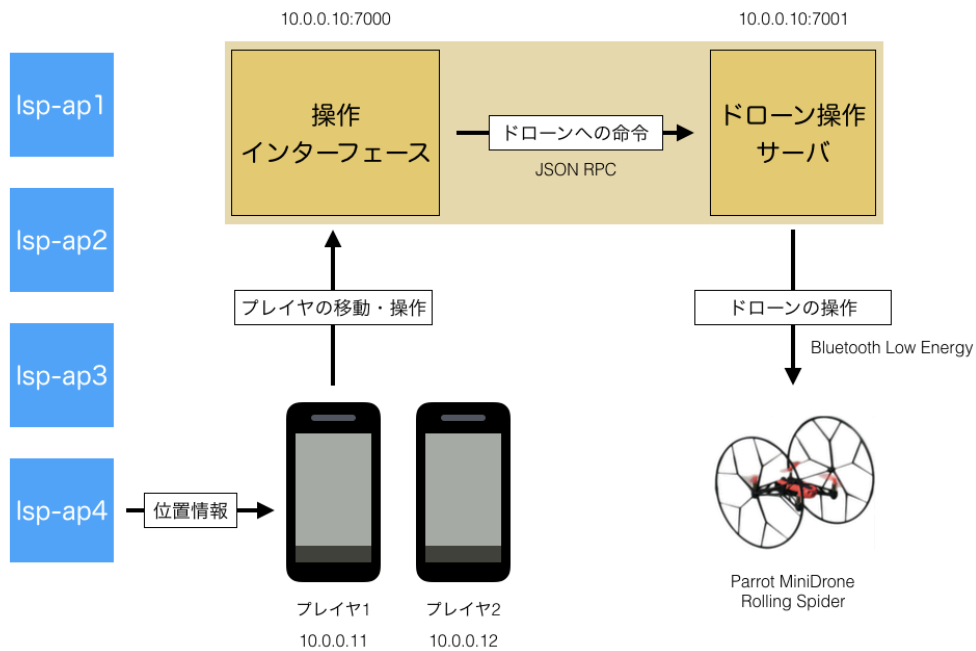 10.0.0.10:7000
10.0.0.10:7001
lsp-ap1
lsp-ap2
lsp-ap3
lsp-ap4
操作
インターフェース
ドローンへの命令
JSON RPC
ドローン操作
サーバ
プレイヤの移動・操作
ドローンの操作
Bluetooth Low Energy
位置情報
プレイヤ1
10.0.0.11
プレイヤ2
10.0.0.12
Parrot MiniDrone
Rolling Spider